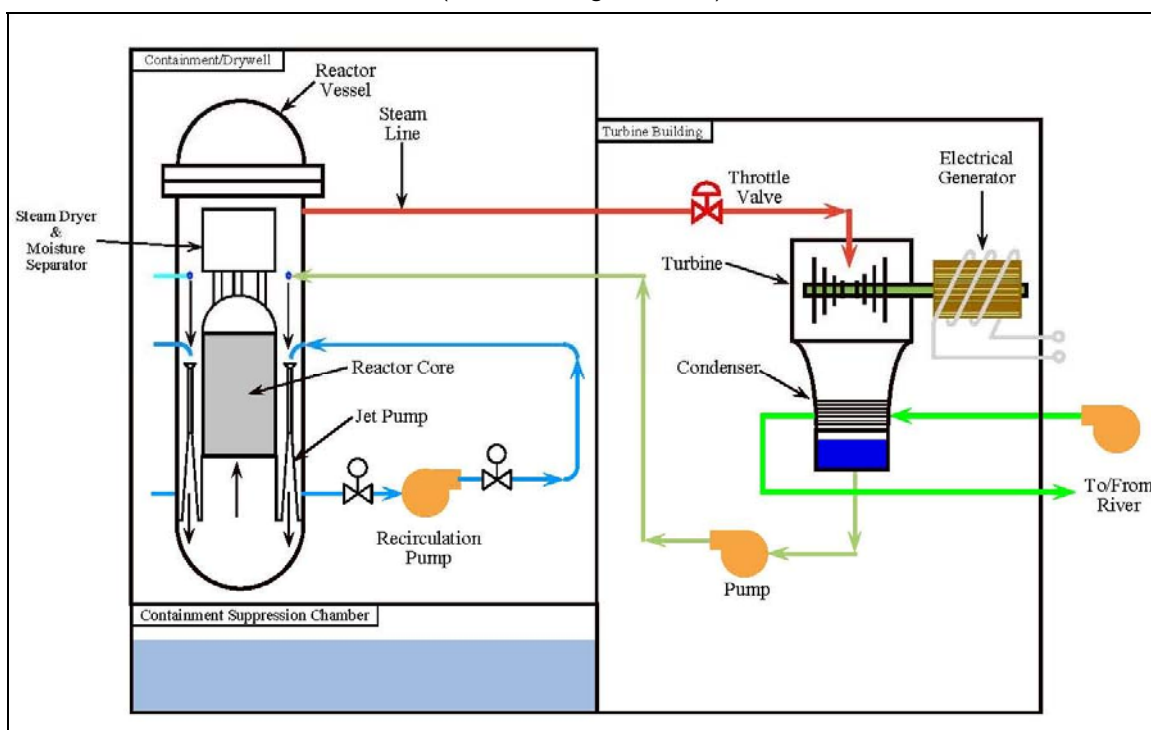 Containment/Drywell
Reactor
Vessel
Steam
Line
Turbine Building
Throttle
Valve
Electrical
Generator
Steam Dryer
&
Moisture
Separator
Turbine
Reactor Core
Condenser
Jet Pump
To/From
River
Recirculation
Pump
Pump
Containment Suppression Chamber